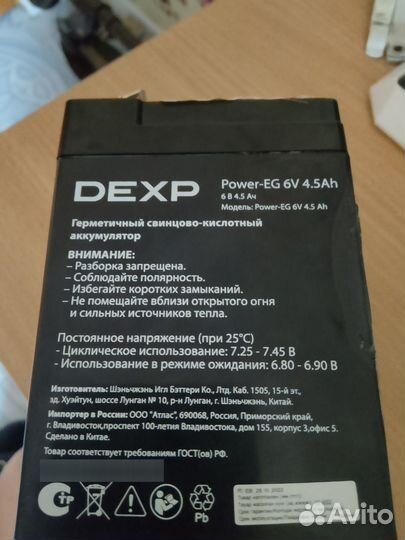 DEXP
Power-EG 6V 4.5Ah
6 В 4.5 Ач
Модель: Power-EG 6V 4.5 Ah
Герметичный свинцово-кислотный
аккумулятор
ВНИМАНИЕ:
- Разборка запрещена.
- Соблюдайте полярность.
- Избегайте коротких замыканий.
- Не помещайте вблизи открытого огня
и сильных источников тепла.
Постоянное напряжение (при 25°C)
- Циклическое использование: 7.25 - 7.45 В
- Использование в режиме ожидания: 6.80 - 6.90 В
Изготовитель: Шэньчжэнь Игл Бэттери Ко., Лтд. Каб. 1505, 15-й эт.,
зд. Хуэйтун, шоссе Лунган № 10, р-н Лунган, г. Шэньчжэнь, Китай.
Импортер в России: ООО "Атлас", 690068, Россия, Приморский край,
г. Владивосток, проспект 100-летия Владивостока, дом 155, корпус 3, офис 5.
Сделано в Китае.
Товар соответствует требованиям ГОСТ(ов) РФ.
Pb
Avito